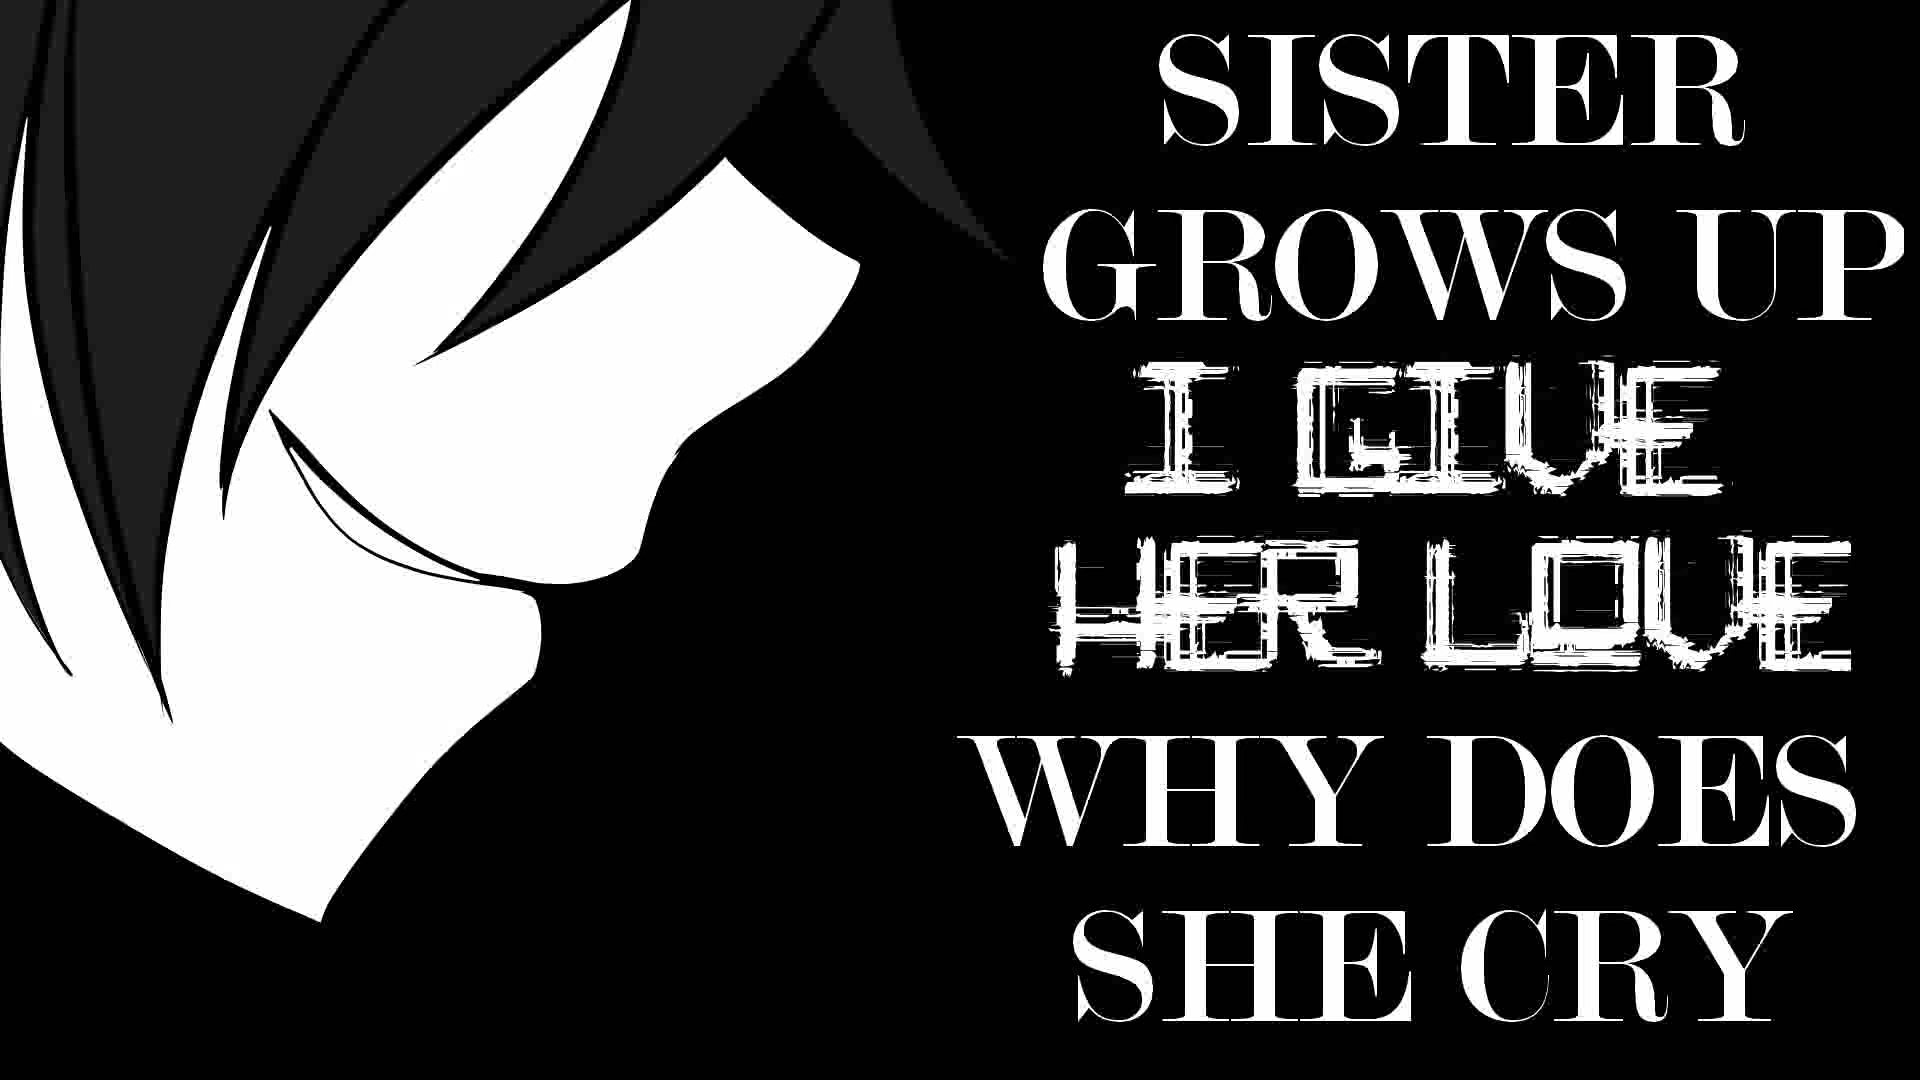 SISTER
GROWS UP
I GIVE
HER LOVE
WHY DOES
SHE CRY